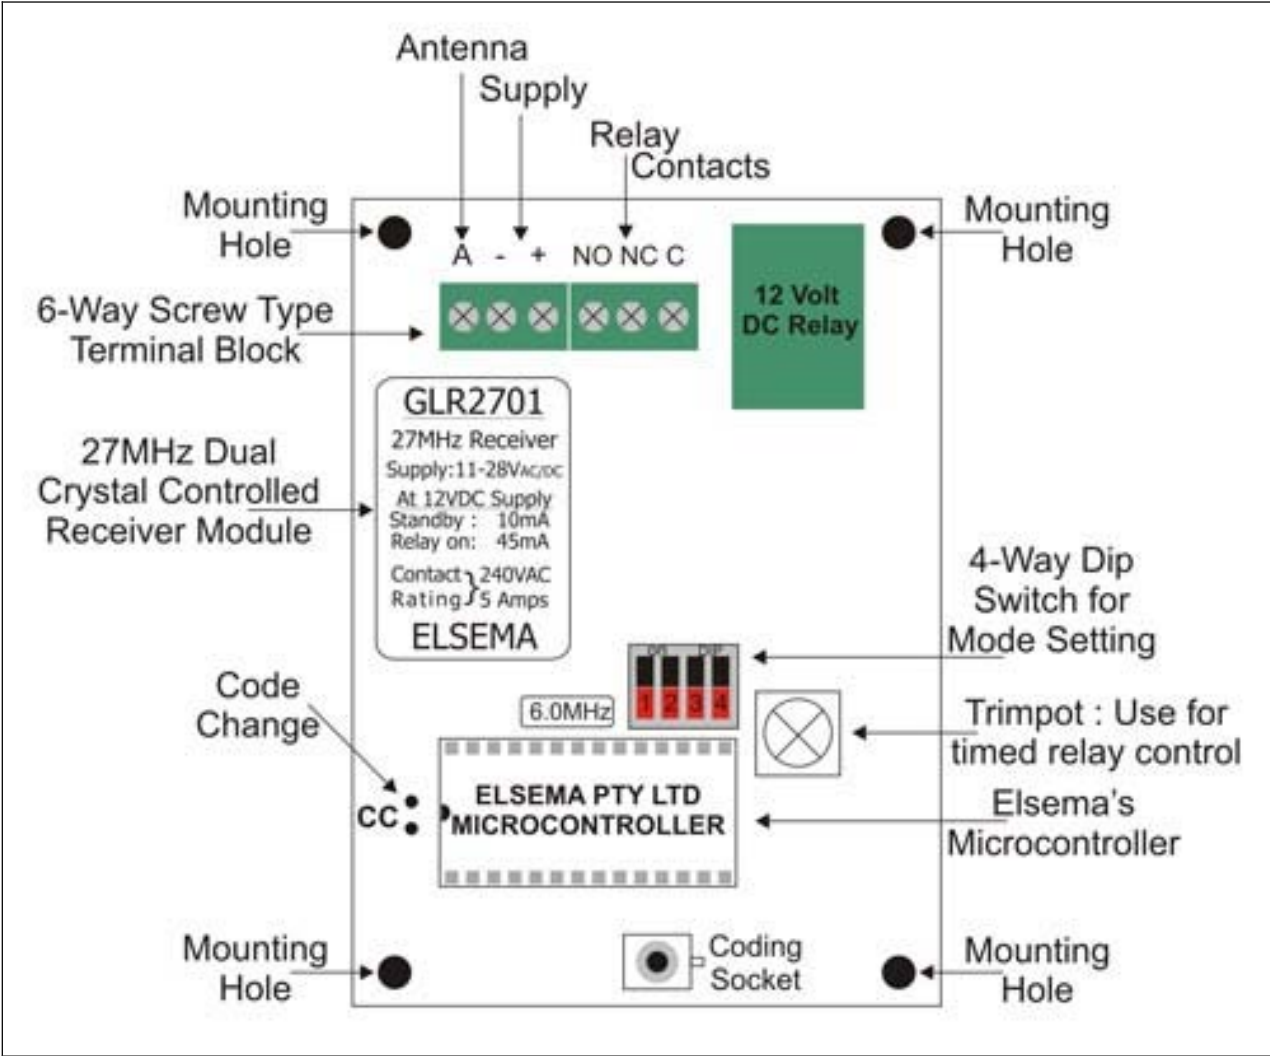 Antenna
Supply
Relay
Contacts
Mounting
Hole
Mounting
Hole
A - + NO NC C
6-Way Screw Type
Terminal Block
12 Volt
DC Relay
GLR2701
27MHz Receiver
Supply:11-28VAC/DC
At 12VDC Supply
Standby : 10mA
Relay on: 45mA
Contact } 240VAC
Rating } 5 Amps
ELSEMA
27MHz Dual
Crystal Controlled
Receiver Module
4-Way Dip
Switch for
Mode Setting
ON DIP
1 2 3 4
Code
Change
6.0MHz
Trimpot : Use for
timed relay control
CC
ELSEMA PTY LTD
MICROCONTROLLER
Elsema's
Microcontroller
Mounting
Hole
Coding
Socket
Mounting
Hole